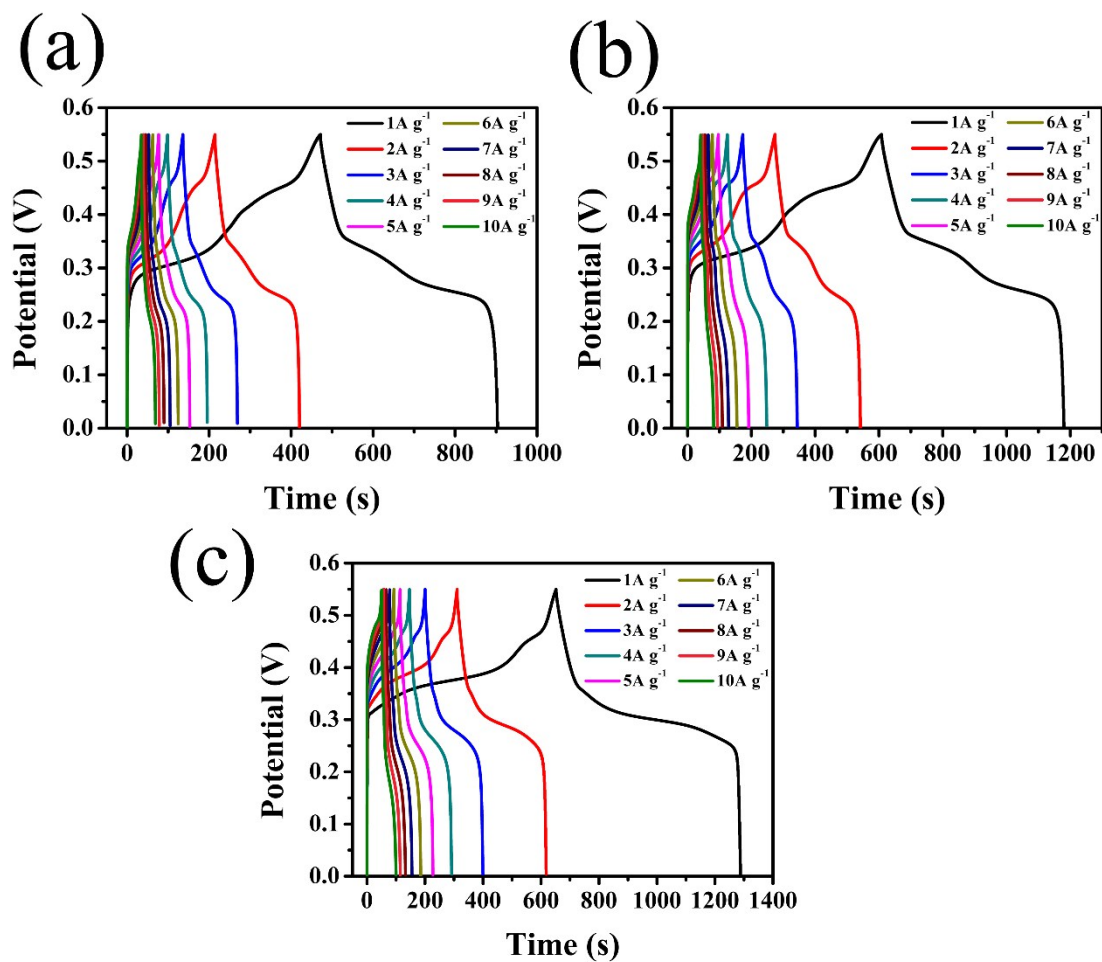 (a)
0.6
0.5
0.4
0.3
0.2
0.1
0.0
Potential (V)
1A g⁻¹ 6A g⁻¹
2A g⁻¹ 7A g⁻¹
3A g⁻¹ 8A g⁻¹
4A g⁻¹ 9A g⁻¹
5A g⁻¹ 10A g⁻¹
0 200 400 600 800 1000
Time (s)
(b)
0.6
0.5
0.4
0.3
0.2
0.1
0.0
Potential (V)
1A g⁻¹ 6A g⁻¹
2A g⁻¹ 7A g⁻¹
3A g⁻¹ 8A g⁻¹
4A g⁻¹ 9A g⁻¹
5A g⁻¹ 10A g⁻¹
0 200 400 600 800 1000 1200
Time (s)
(c)
0.6
0.5
0.4
0.3
0.2
0.1
0.0
Potential (V)
1A g⁻¹ 6A g⁻¹
2A g⁻¹ 7A g⁻¹
3A g⁻¹ 8A g⁻¹
4A g⁻¹ 9A g⁻¹
5A g⁻¹ 10A g⁻¹
0 200 400 600 800 1000 1200 1400
Time (s)